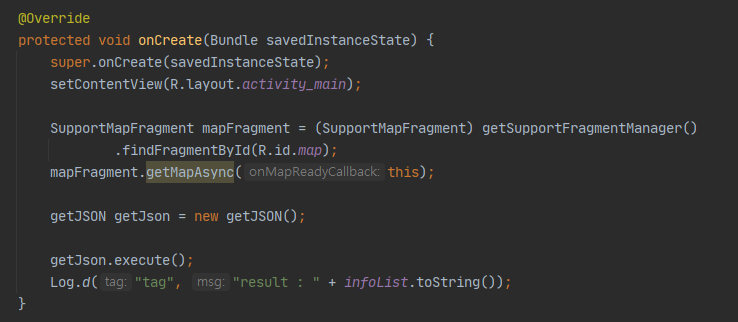 @Override
protected void onCreate(Bundle savedInstanceState) {
super.onCreate(savedInstanceState);
setContentView(R.layout.activity_main);
SupportMapFragment mapFragment = (SupportMapFragment) getSupportFragmentManager()
.findFragmentById(R.id.map);
mapFragment.getMapAsync( onMapReadyCallback: this);
getJSON getJson = new getJSON();
getJson.execute();
Log.d( tag: "tag", msg: "result : " + infoList.toString());
}